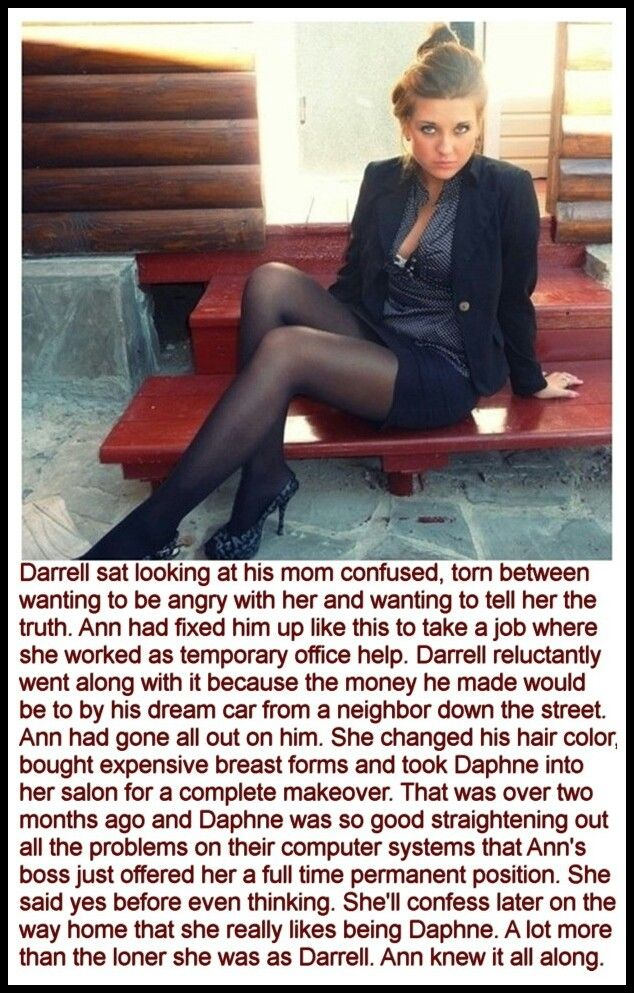 Darrell sat looking at his mom confused, torn between
wanting to be angry with her and wanting to tell her the
truth. Ann had fixed him up like this to take a job where
she worked as temporary office help. Darrell reluctantly
went along with it because the money he made would
be to by his dream car from a neighbor down the street.
Ann had gone all out on him. She changed his hair color,
bought expensive breast forms and took Daphne into
her salon for a complete makeover. That was over two
months ago and Daphne was so good straightening out
all the problems on their computer systems that Ann's
boss just offered her a full time permanent position. She
said yes before even thinking. She'll confess later on the
way home that she really likes being Daphne. A lot more
than the loner she was as Darrell. Ann knew it all along.